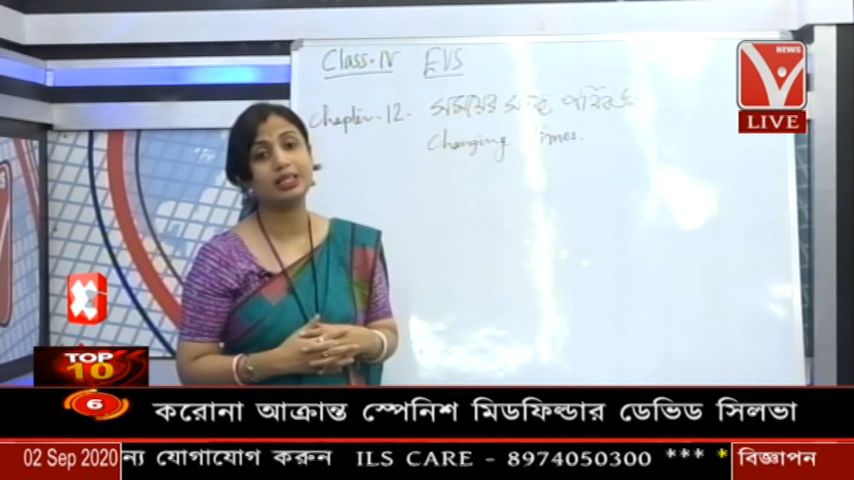 Class-IV EVS
Chapter-12. সময়ের সাথে পরিবর্তন
Changing Times.
NEWS
V
LIVE
TOP
10
6
করোনা আক্রান্ত স্পেনিশ মিডফিল্ডার ডেভিড সিলভা
02 Sep 2020 ন্য যোগাযোগ করুন ILS CARE - 8974050300 *** * বিজ্ঞাপন